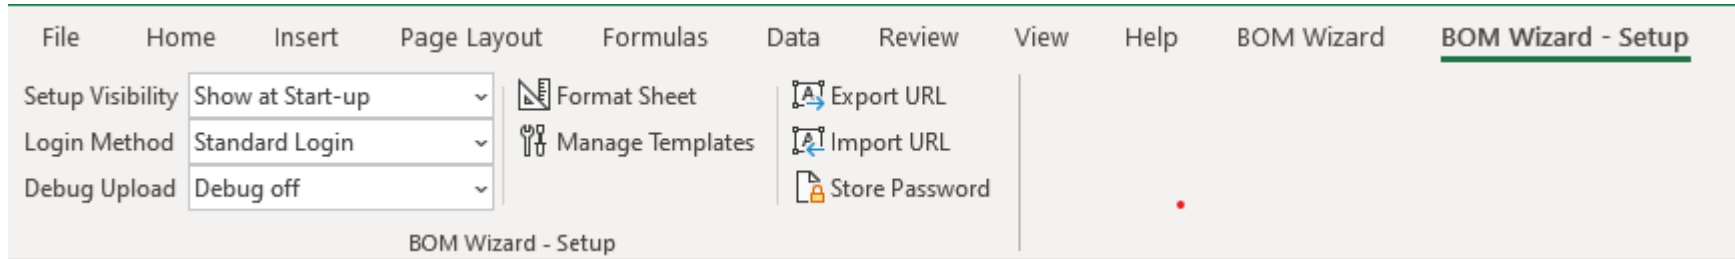 File Home Insert Page Layout Formulas Data Review View Help BOM Wizard BOM Wizard - Setup
Setup Visibility Show at Start-up Format Sheet Export URL
Login Method Standard Login Manage Templates Import URL
Debug Upload Debug off Store Password
BOM Wizard - Setup